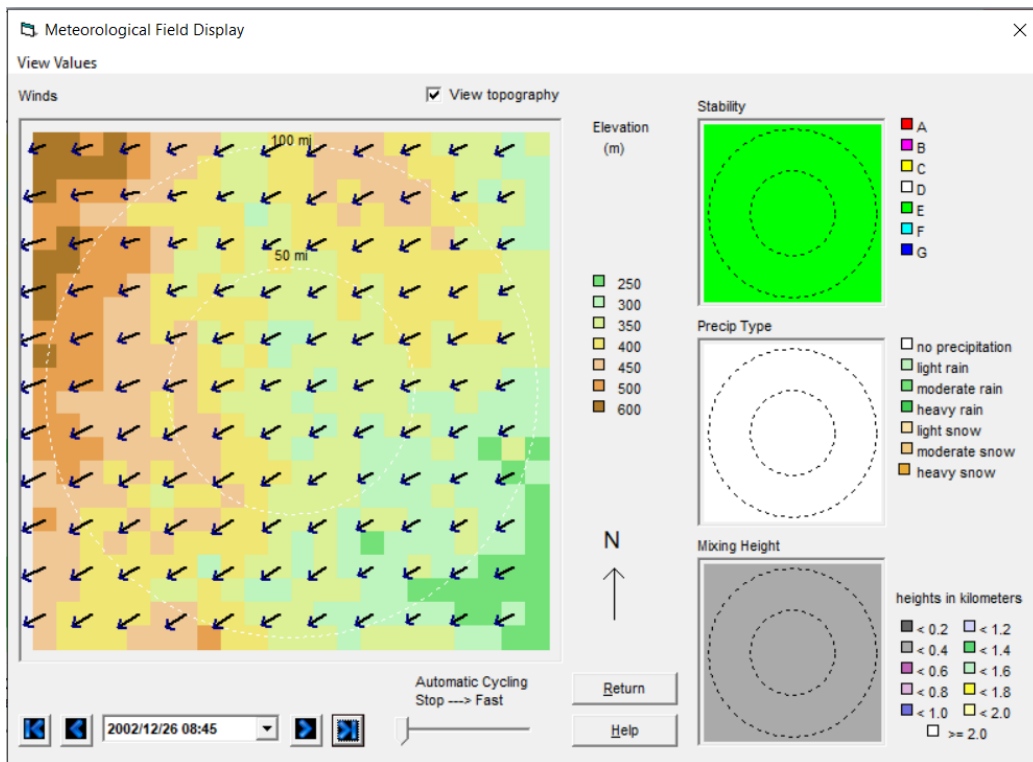 Meteorological Field Display
View Values
Winds
View topography
100 mi
50 mi
Elevation
(m)
250
300
350
400
450
500
600
N
Stability
A
B
C
D
E
F
G
Precip Type
no precipitation
light rain
moderate rain
heavy rain
light snow
moderate snow
heavy snow
Mixing Height
heights in kilometers
< 0.2 < 1.2
< 0.4 < 1.4
< 0.6 < 1.6
< 0.8 < 1.8
< 1.0 < 2.0
>= 2.0
Automatic Cycling
Stop ---> Fast
2002/12/26 08:45
Return
Help